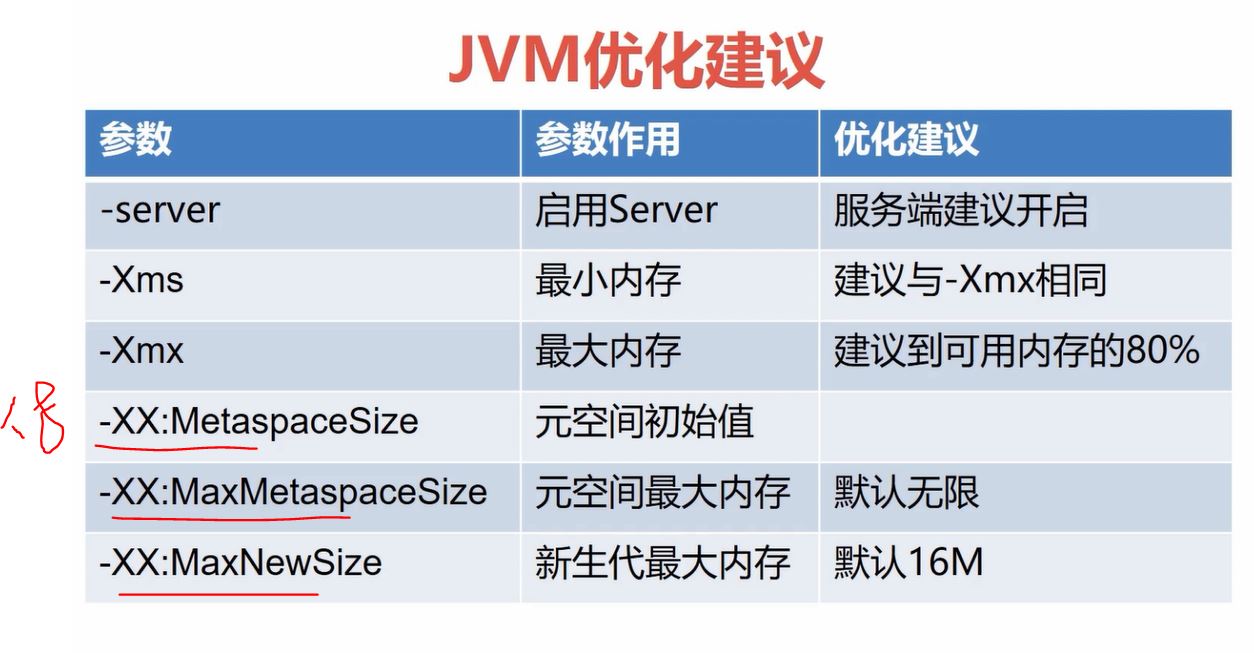 JVM优化建议
参数 参数作用 优化建议
-server 启用Server 服务端建议开启
-Xms 最小内存 建议与-Xmx相同
-Xmx 最大内存 建议到可用内存的80%
-XX:MetaspaceSize 元空间初始值
-XX:MaxMetaspaceSize 元空间最大内存 默认无限
-XX:MaxNewSize 新生代最大内存 默认16M